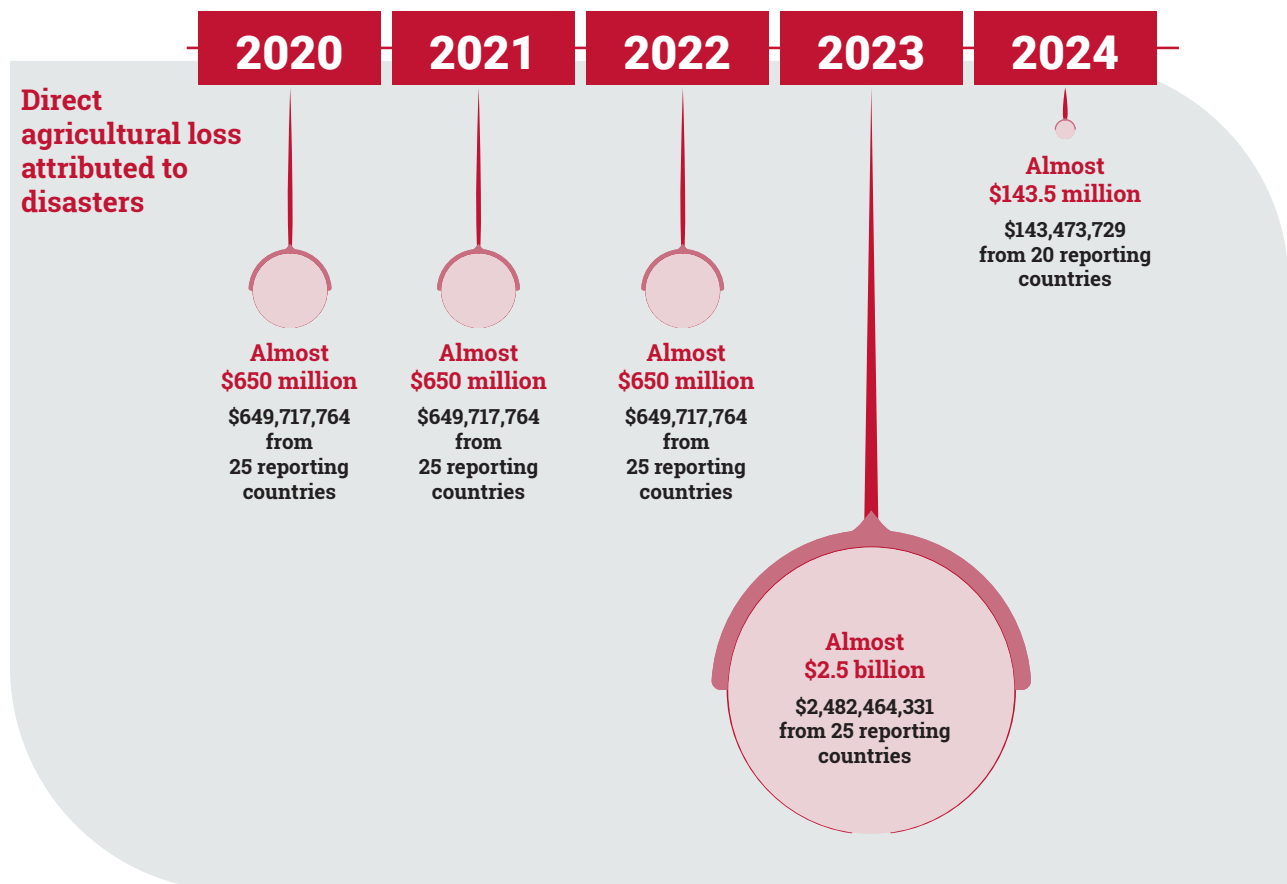 2020
2021
2022
2023
2024
Direct
agricultural loss
attributed to
disasters
Almost
$650 million
$649,717,764
from
25 reporting
countries
Almost
$650 million
$649,717,764
from
25 reporting
countries
Almost
$650 million
$649,717,764
from
25 reporting
countries
Almost
$2.5 billion
$2,482,464,331
from 25 reporting
countries
Almost
$143.5 million
$143,473,729
from 20 reporting
countries